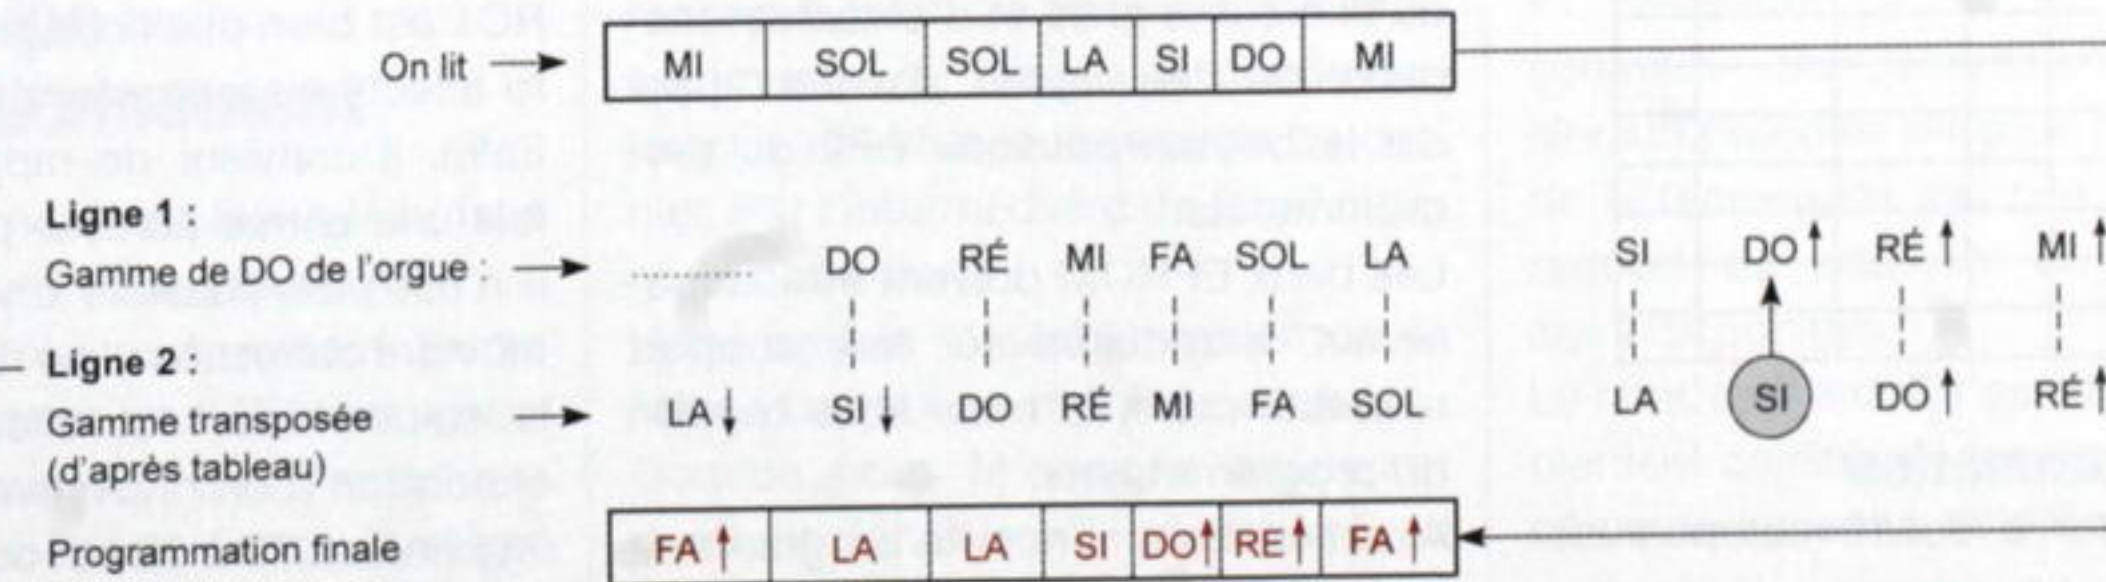 On lit → MI SOL SOL LA SI DO MI
Ligne 1 :
Gamme de DO de l'orgue : → .............. DO RÉ MI FA SOL LA SI DO↑ RÉ↑ MI↑
Ligne 2 :
Gamme transposée → LA↓ SI↓ DO RÉ MI FA SOL LA SI DO↑ RÉ↑
(d'après tableau)
Programmation finale FA↑ LA LA SI DO↑ RE↑ FA↑